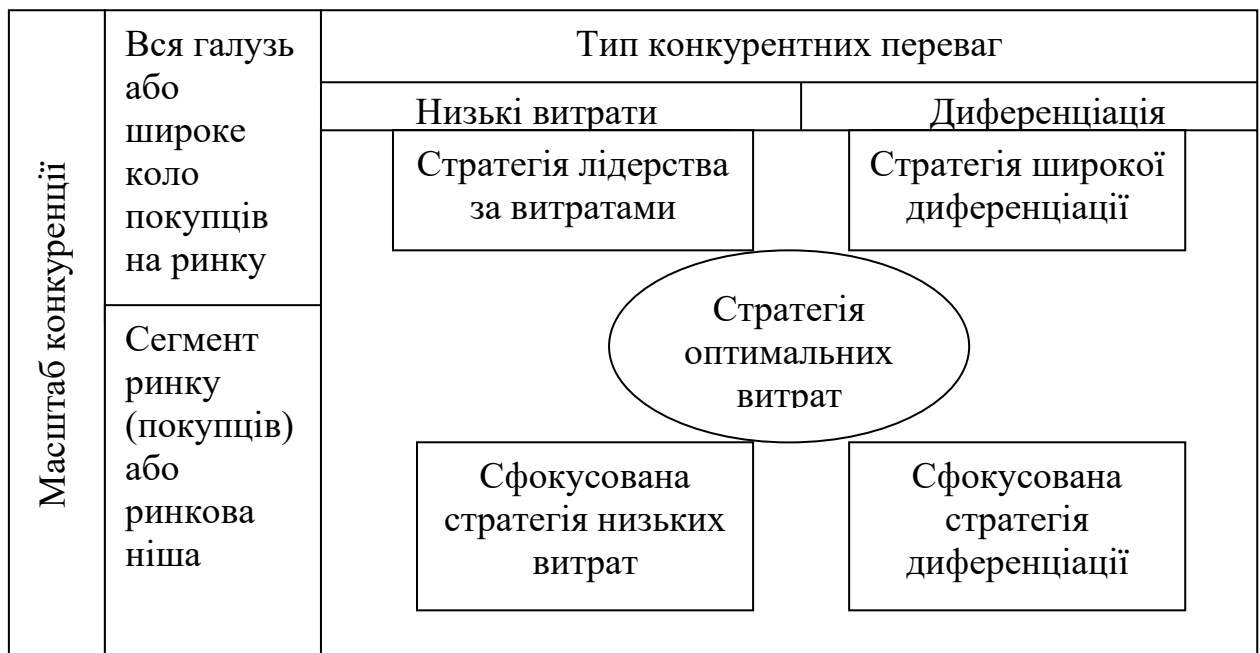 Масштаб конкуренції
Вся галузь
або
широке
коло
покупців
на ринку
Тип конкурентних переваг
Низькі витрати
Диференціація
Стратегія лідерства
за витратами
Стратегія широкої
диференціації
Стратегія
оптимальних
витрат
Сегмент
ринку
(покупців)
або
ринкова
ніша
Сфокусована
стратегія низьких
витрат
Сфокусована
стратегія
диференціації